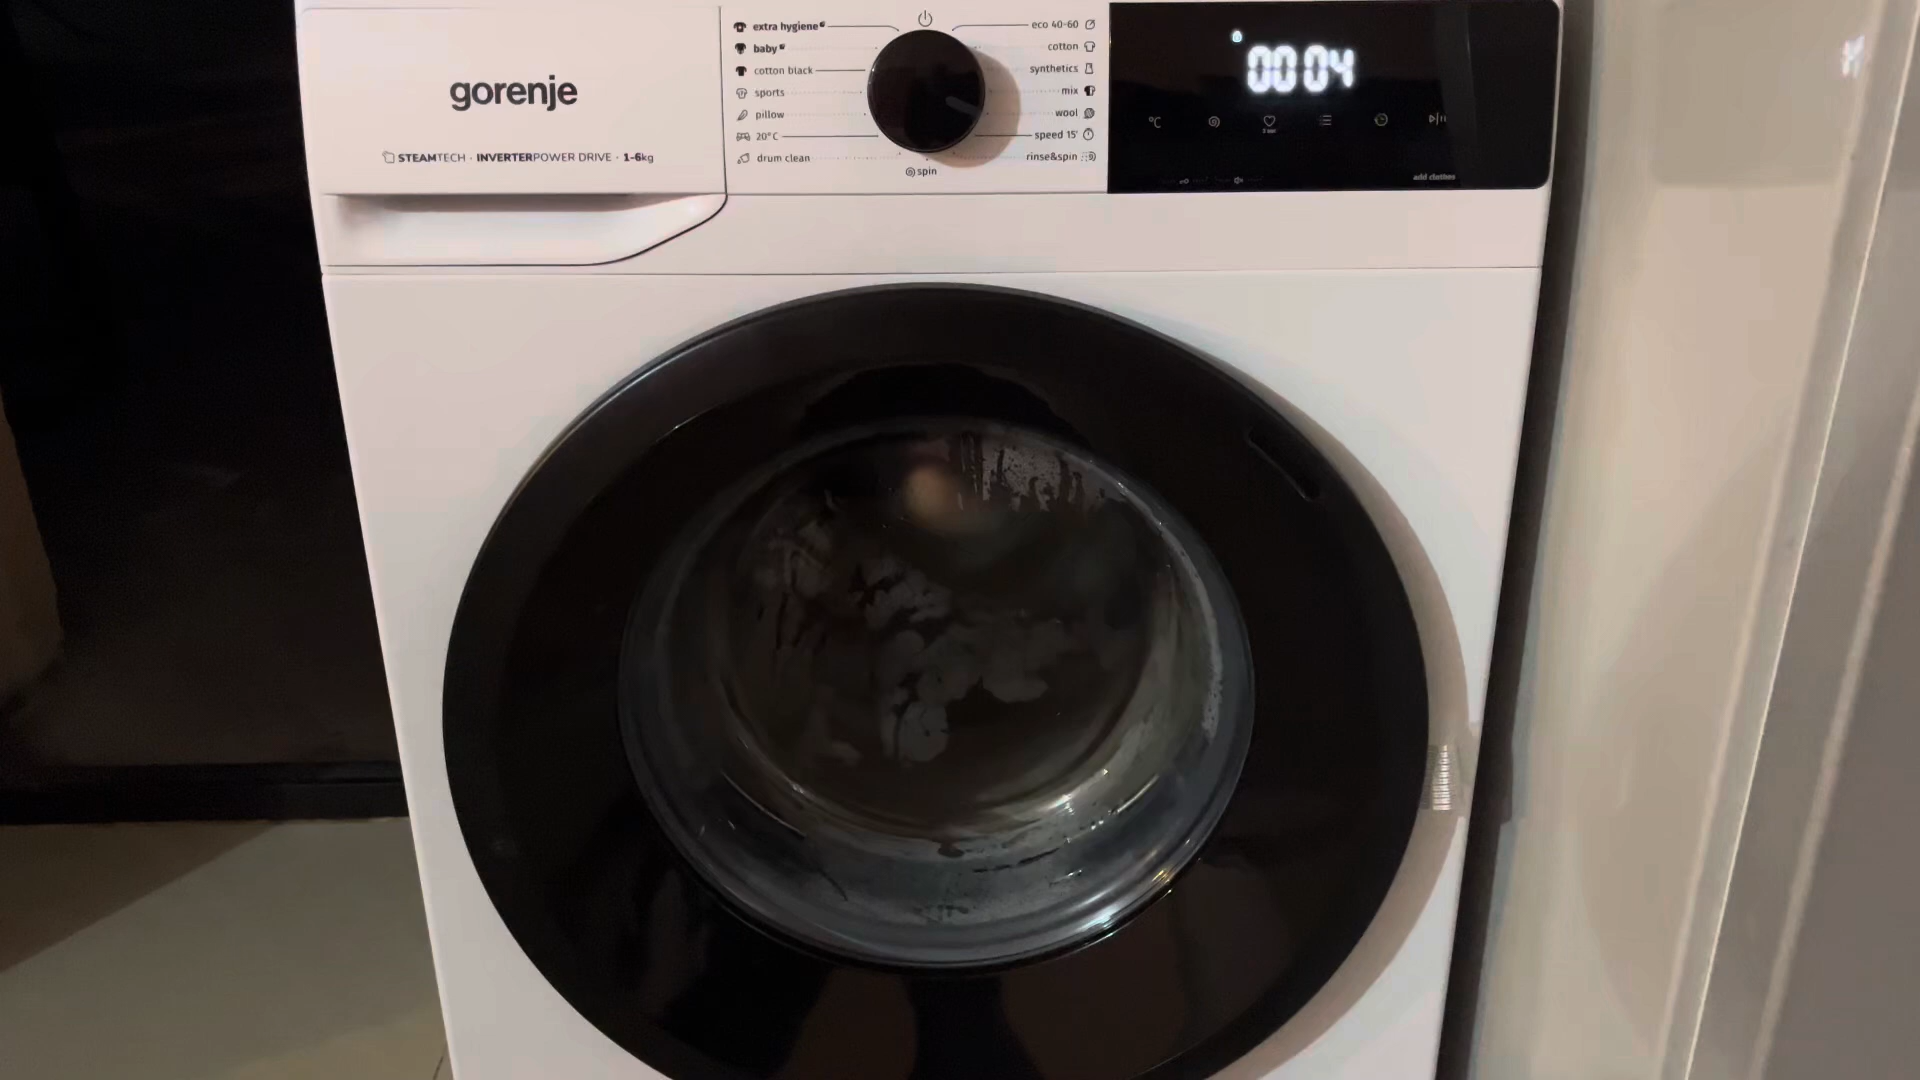 gorenje
STEAMTECH · INVERTERPOWER DRIVE · 1-6kg
extra hygiene
baby
cotton black
sports
pillow
20°C
drum clean
spin
eco 40-60
cotton
synthetics
mix
wool
speed 15'
rinse&spin
00 04
°C
add clothes